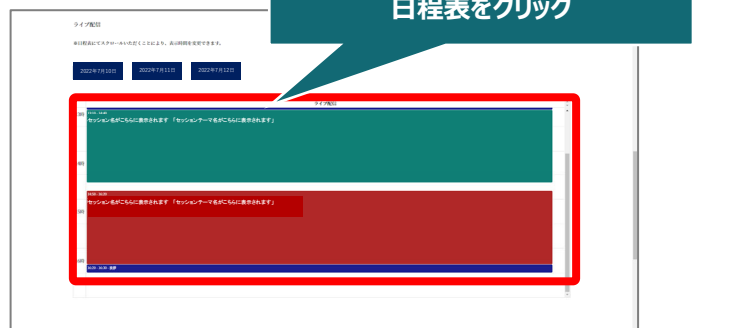 日程表をクリック
ライブ配信
※日程表にてスクロールいただくことにより、表示時間を変更できます。
2022年7月10日 2022年7月11日 2022年7月12日
ライブ配信
セッション名がこちらに表示されます 「セッションテーマ名がこちらに表示されます」
セッション名がこちらに表示されます 「セッションテーマ名がこちらに表示されます」